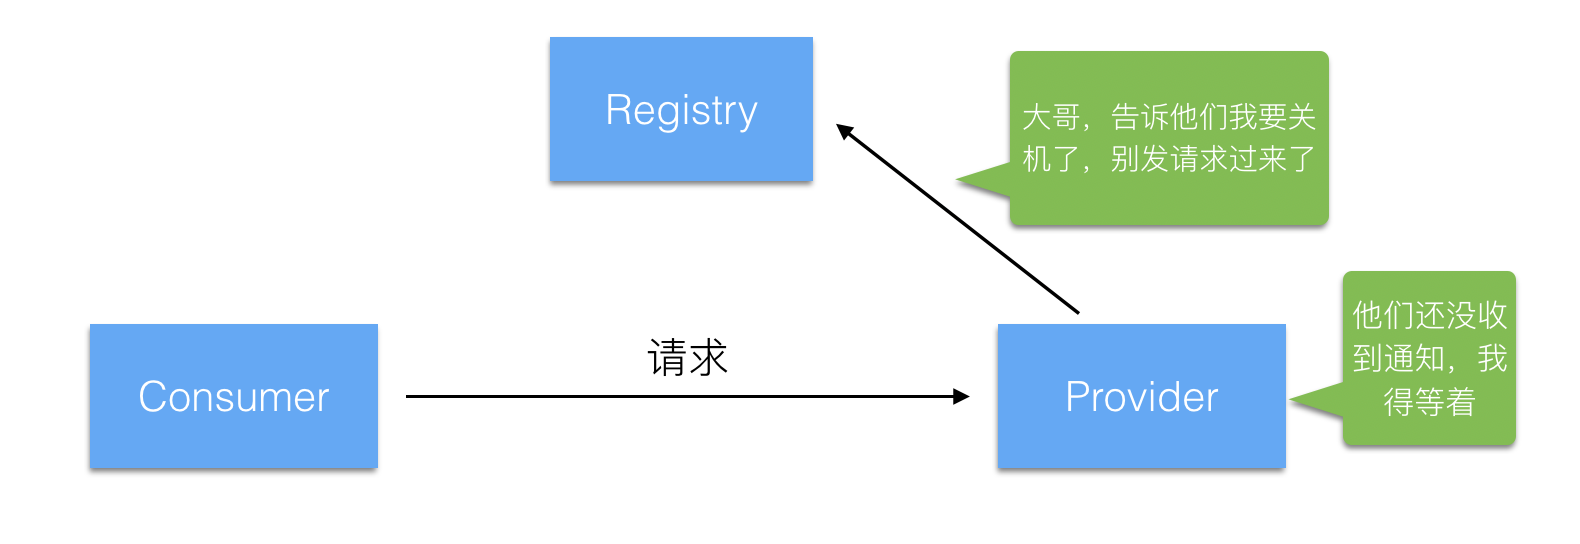 Registry
大哥，告诉他们我要关
机了，别发请求过来了
他们还没收
到通知，我
得等着
请求
Consumer
Provider